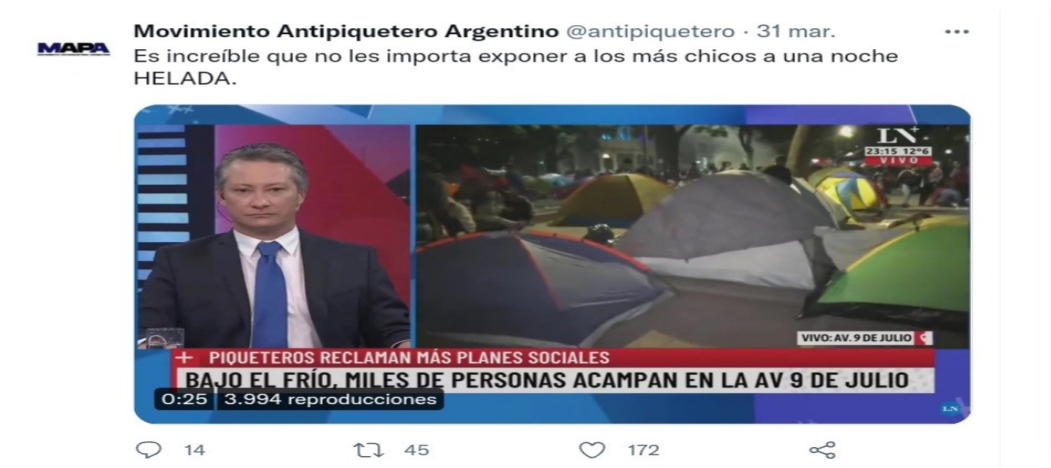 MAPA
Movimiento Antipiquetero Argentino @antipiquetero · 31 mar.
Es increíble que no les importa exponer a los más chicos a una noche
HELADA.
LN+
23:15 12°6
VIVO
VIVO: AV. 9 DE JULIO
+ PIQUETEROS RECLAMAN MÁS PLANES SOCIALES
BAJO EL FRÍO, MILES DE PERSONAS ACAMPAN EN LA AV 9 DE JULIO
0:25 3.994 reproducciones
LN
14 45 172